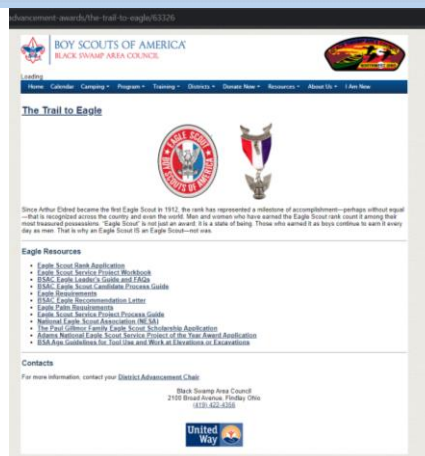 advancement-awards/the-trail-to-eagle/63326
BOY SCOUTS OF AMERICA
BLACK SWAMP AREA COUNCIL
Loading
Home Calendar Camping Program Training Districts Donate Now Resources About Us I Am New
The Trail to Eagle
EAGLE SCOUT
BOY SCOUTS OF AMERICA
Since Arthur Eldred became the first Eagle Scout in 1912, the rank has represented a milestone of accomplishment—perhaps without equal
—that is recognized across the country and even the world. Men and women who have earned the Eagle Scout rank count it among their
most treasured possessions. "Eagle Scout" is not just an award; it is a state of being. Those who earned it as boys continue to earn it every
day as men. That is why an Eagle Scout IS an Eagle Scout—not was.
Eagle Resources
Eagle Scout Rank Application
Eagle Scout Service Project Workbook
BSAC Eagle Leader's Guide and FAQs
BSAC Eagle Scout Candidate Process Guide
Eagle Requirements
BSAC Eagle Recommendation Letter
Eagle Palm Requirements
Eagle Scout Service Project Process Guide
National Eagle Scout Association (NESA)
The Paul Gillmor Family Eagle Scout Scholarship Application
Adams National Eagle Scout Service Project of the Year Award Application
BSA Age Guidelines for Tool Use and Work at Elevations or Excavations
Contacts
For more information, contact your District Advancement Chair
Black Swamp Area Council
2100 Broad Avenue, Findlay Ohio
(419) 422-4356
United
Way